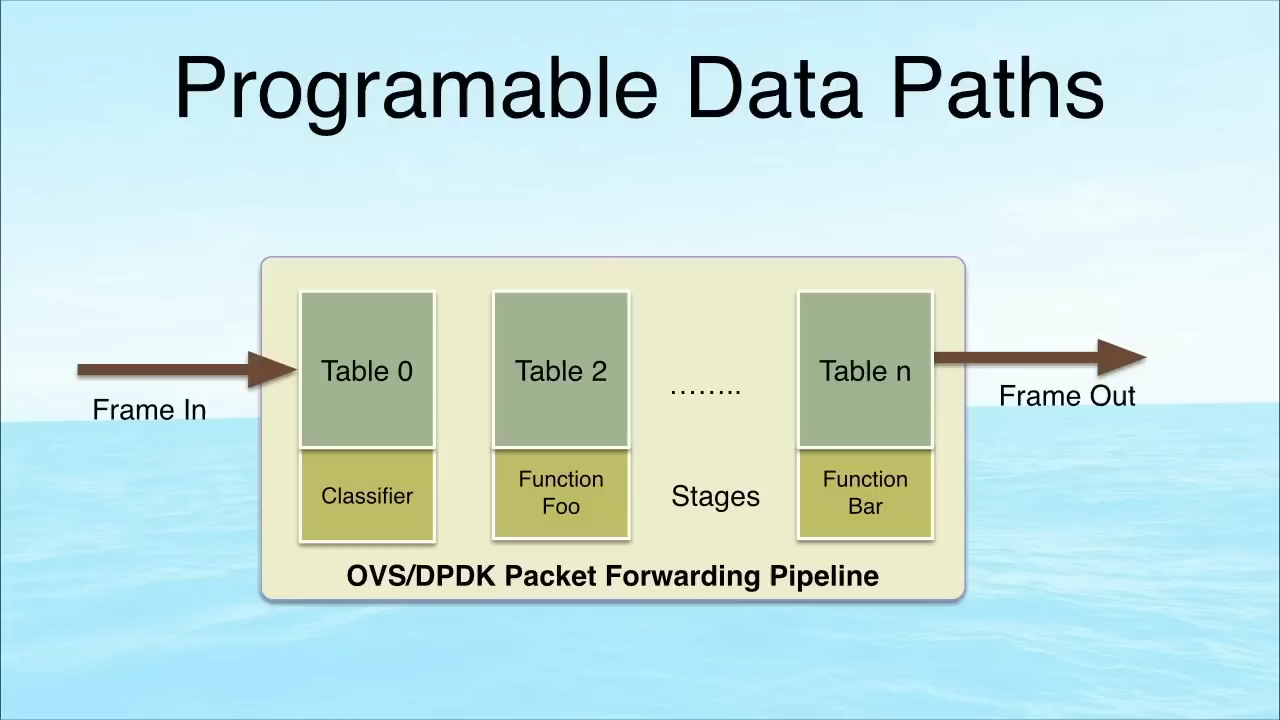 Programable Data Paths
Table 0
Table 2
........
Table n
Frame In
Frame Out
Classifier
Function
Foo
Stages
Function
Bar
OVS/DPDK Packet Forwarding Pipeline